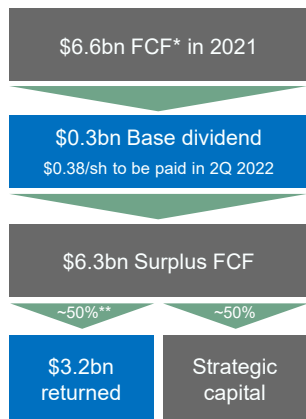 $6.6bn FCF* in 2021
$0.3bn Base dividend
$0.38/sh to be paid in 2Q 2022
$6.3bn Surplus FCF
~50%** ~50%
$3.2bn
returned
Strategic
capital